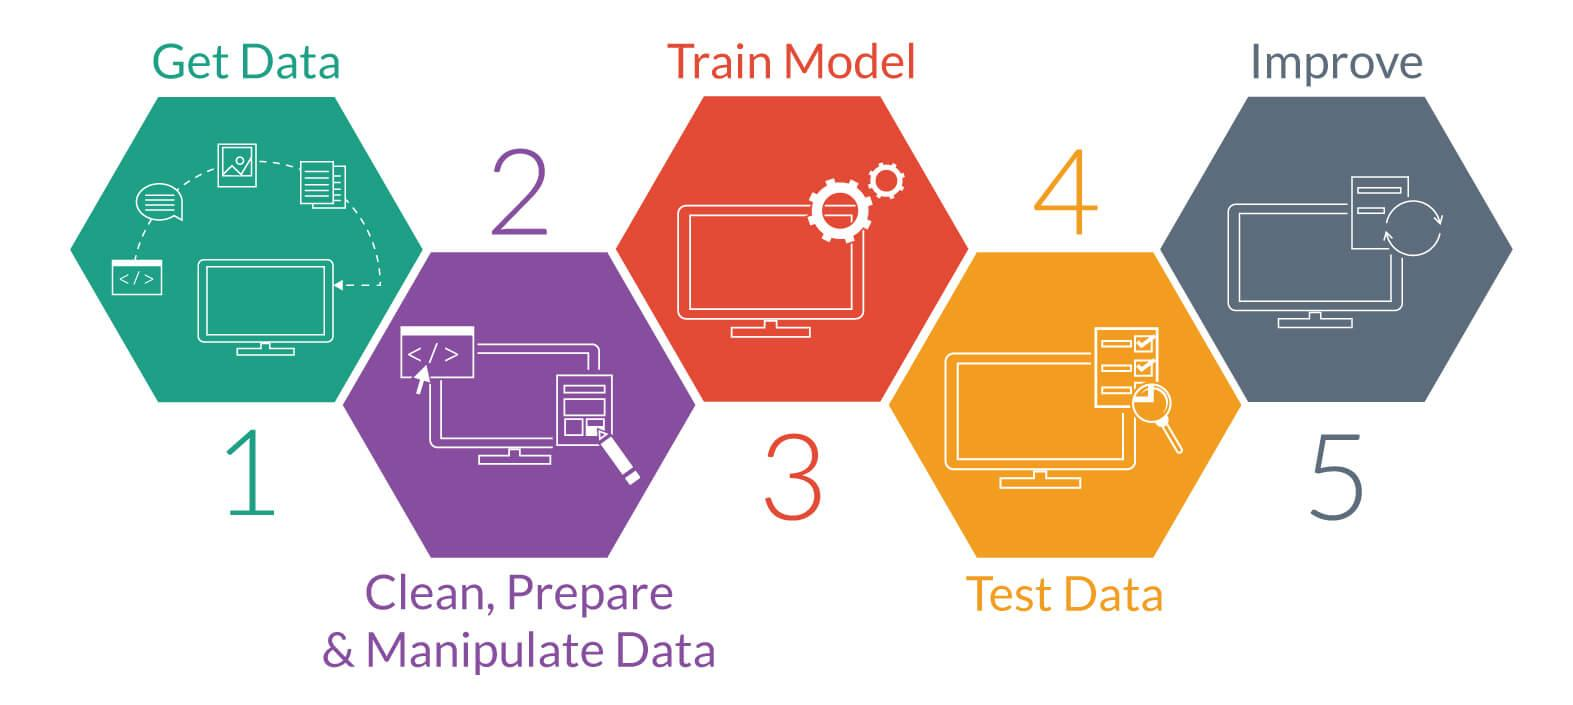 Get Data
1
2
Clean, Prepare
& Manipulate Data
Train Model
3
4
Test Data
Improve
5